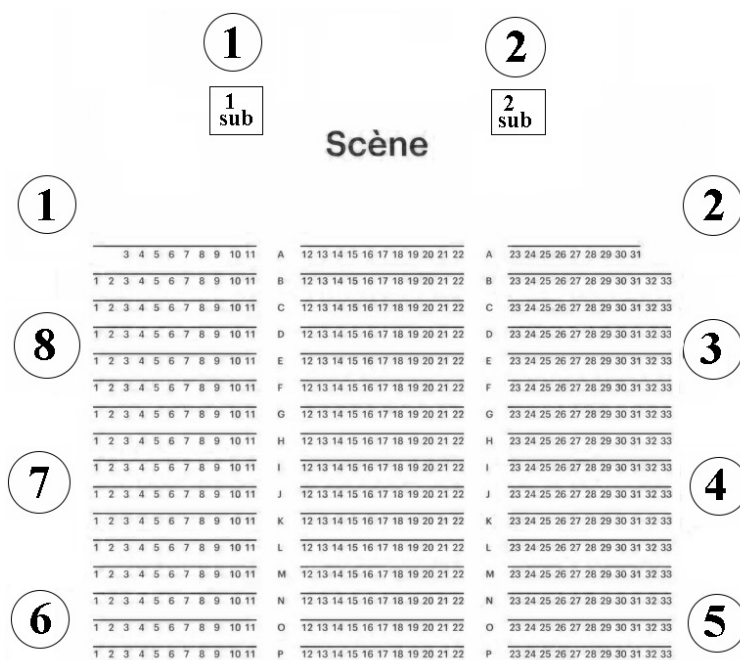 1 2
1 2
sub sub
Scène
1 2
3 4 5 6 7 8 9 10 11 A 12 13 14 15 16 17 18 19 20 21 22 A 23 24 25 26 27 28 29 30 31
1 2 3 4 5 6 7 8 9 10 11 B 12 13 14 15 16 17 18 19 20 21 22 B 23 24 25 26 27 28 29 30 31 32 33
1 2 3 4 5 6 7 8 9 10 11 C 12 13 14 15 16 17 18 19 20 21 22 C 23 24 25 26 27 28 29 30 31 32 33
8 1 2 3 4 5 6 7 8 9 10 11 D 12 13 14 15 16 17 18 19 20 21 22 D 23 24 25 26 27 28 29 30 31 32 33 3
1 2 3 4 5 6 7 8 9 10 11 E 12 13 14 15 16 17 18 19 20 21 22 E 23 24 25 26 27 28 29 30 31 32 33
1 2 3 4 5 6 7 8 9 10 11 F 12 13 14 15 16 17 18 19 20 21 22 F 23 24 25 26 27 28 29 30 31 32 33
1 2 3 4 5 6 7 8 9 10 11 G 12 13 14 15 16 17 18 19 20 21 22 G 23 24 25 26 27 28 29 30 31 32 33
1 2 3 4 5 6 7 8 9 10 11 H 12 13 14 15 16 17 18 19 20 21 22 H 23 24 25 26 27 28 29 30 31 32 33
1 2 3 4 5 6 7 8 9 10 11 I 12 13 14 15 16 17 18 19 20 21 22 I 23 24 25 26 27 28 29 30 31 32 33
7 1 2 3 4 5 6 7 8 9 10 11 J 12 13 14 15 16 17 18 19 20 21 22 J 23 24 25 26 27 28 29 30 31 32 33 4
1 2 3 4 5 6 7 8 9 10 11 K 12 13 14 15 16 17 18 19 20 21 22 K 23 24 25 26 27 28 29 30 31 32 33
1 2 3 4 5 6 7 8 9 10 11 L 12 13 14 15 16 17 18 19 20 21 22 L 23 24 25 26 27 28 29 30 31 32 33
1 2 3 4 5 6 7 8 9 10 11 M 12 13 14 15 16 17 18 19 20 21 22 M 23 24 25 26 27 28 29 30 31 32 33
1 2 3 4 5 6 7 8 9 10 11 N 12 13 14 15 16 17 18 19 20 21 22 N 23 24 25 26 27 28 29 30 31 32 33
6 1 2 3 4 5 6 7 8 9 10 11 O 12 13 14 15 16 17 18 19 20 21 22 O 23 24 25 26 27 28 29 30 31 32 33 5
1 2 3 4 5 6 7 8 9 10 11 P 12 13 14 15 16 17 18 19 20 21 22 P 23 24 25 26 27 28 29 30 31 32 33